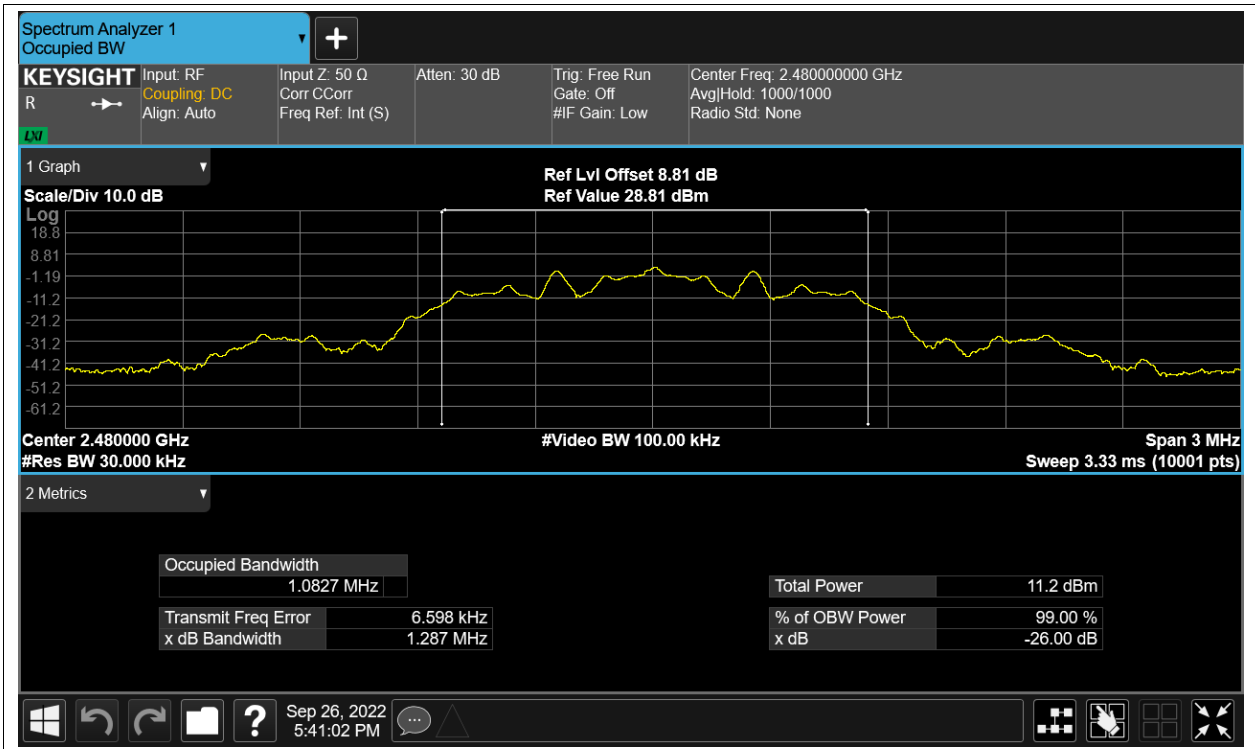 Spectrum Analyzer 1
Occupied BW
KEYSIGHT
R
LXI
Input: RF
Coupling: DC
Align: Auto
Input Z: 50 Ω
Corr CCorr
Freq Ref: Int (S)
Atten: 30 dB
Trig: Free Run
Gate: Off
#IF Gain: Low
Center Freq: 2.480000000 GHz
Avg|Hold: 1000/1000
Radio Std: None
1 Graph
Scale/Div 10.0 dB
Ref Lvl Offset 8.81 dB
Ref Value 28.81 dBm
Log
18.8
8.81
-1.19
-11.2
-21.2
-31.2
-41.2
-51.2
-61.2
Center 2.480000 GHz
#Res BW 30.000 kHz
#Video BW 100.00 kHz
Span 3 MHz
Sweep 3.33 ms (10001 pts)
2 Metrics
Occupied Bandwidth
1.0827 MHz
Transmit Freq Error 6.598 kHz
x dB Bandwidth 1.287 MHz
Total Power 11.2 dBm
% of OBW Power 99.00 %
x dB -26.00 dB
?
Sep 26, 2022
5:41:02 PM